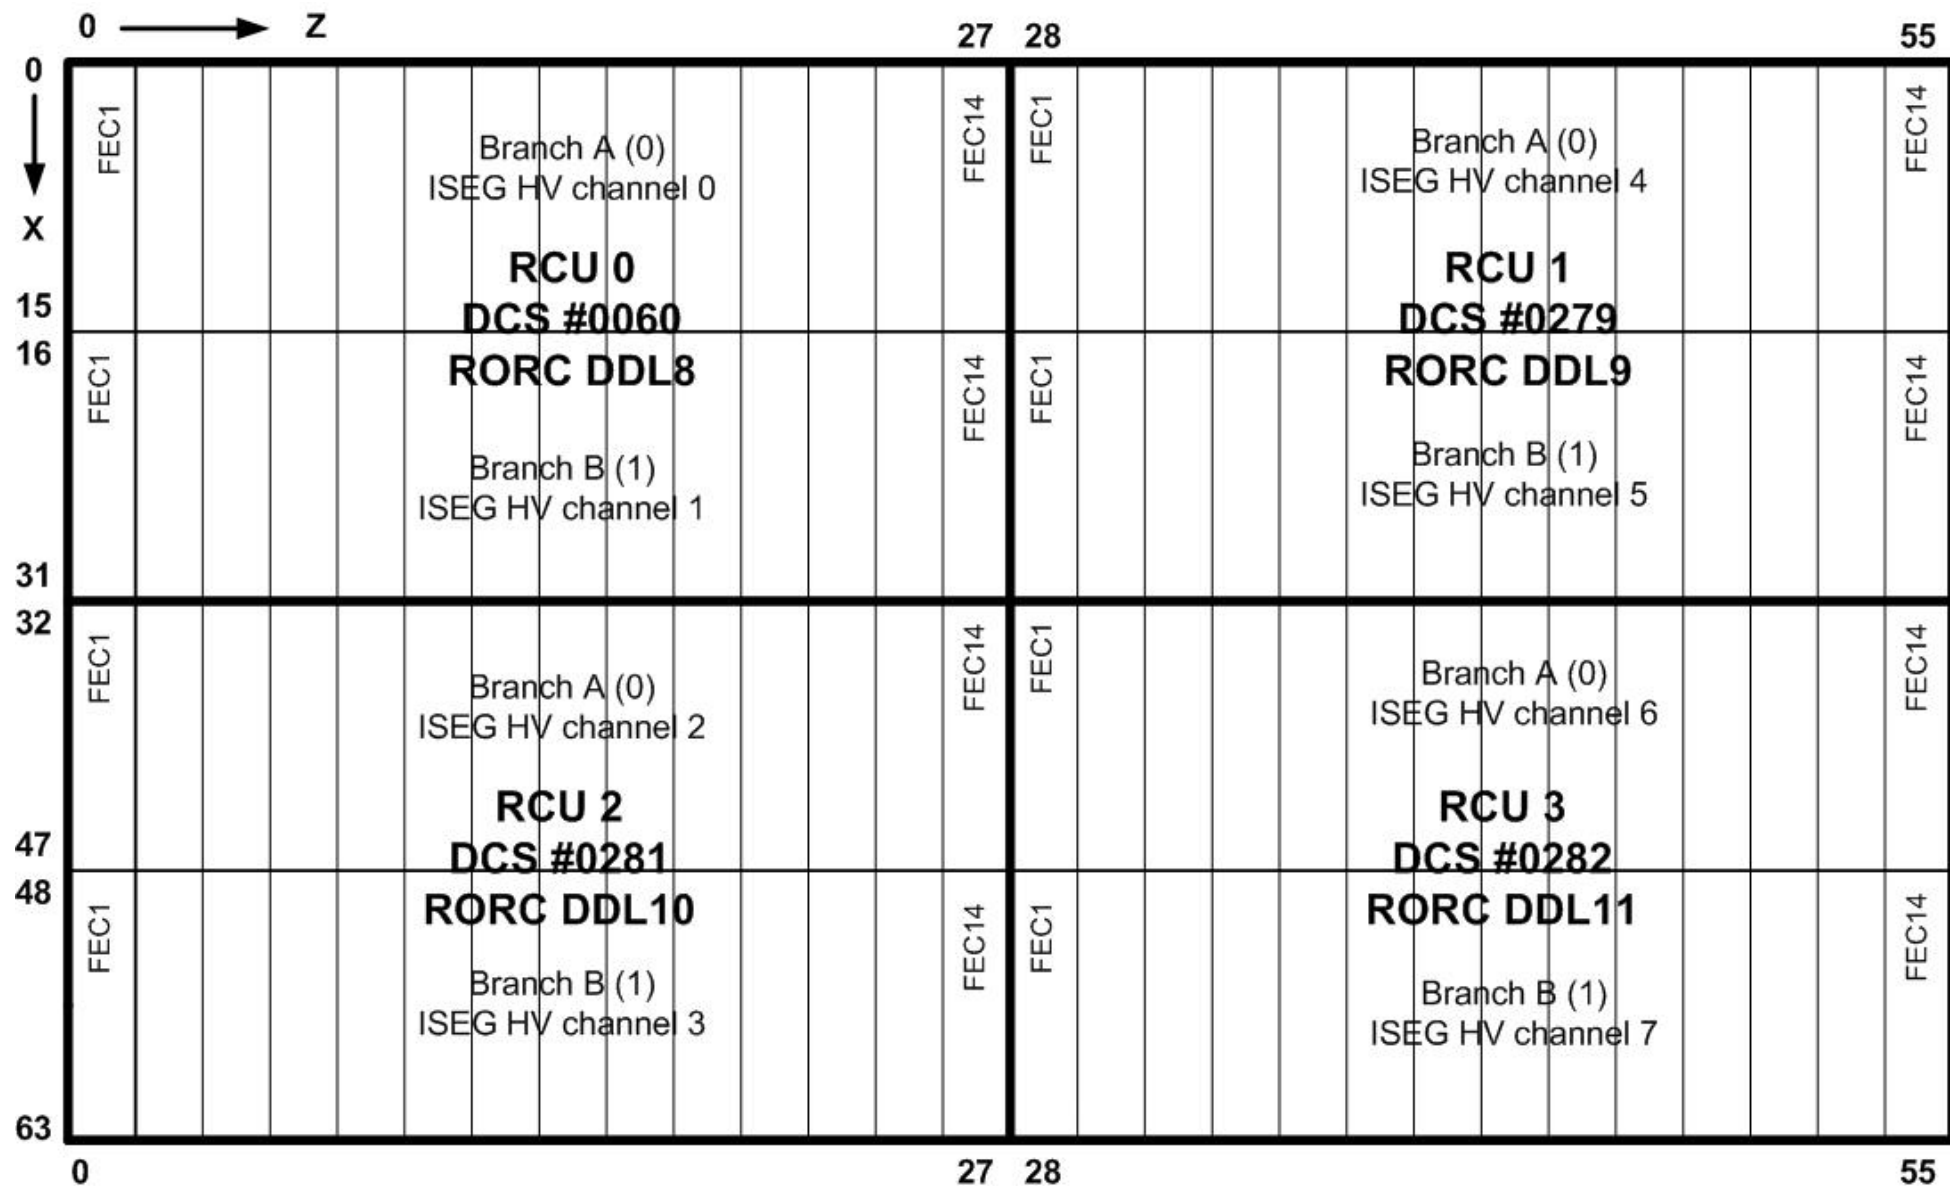 0 Z 27 28 55
0
X
15
16
31
32
47
48
63
FEC1
Branch A (0)
ISEG HV channel 0
FEC14
RCU 0
DCS #0060
RORC DDL8
FEC1
Branch B (1)
ISEG HV channel 1
FEC14
FEC1
Branch A (0)
ISEG HV channel 4
FEC14
RCU 1
DCS #0279
RORC DDL9
FEC1
Branch B (1)
ISEG HV channel 5
FEC14
FEC1
Branch A (0)
ISEG HV channel 2
FEC14
RCU 2
DCS #0281
RORC DDL10
FEC1
Branch B (1)
ISEG HV channel 3
FEC14
FEC1
Branch A (0)
ISEG HV channel 6
FEC14
RCU 3
DCS #0282
RORC DDL11
FEC1
Branch B (1)
ISEG HV channel 7
FEC14
0 27 28 55